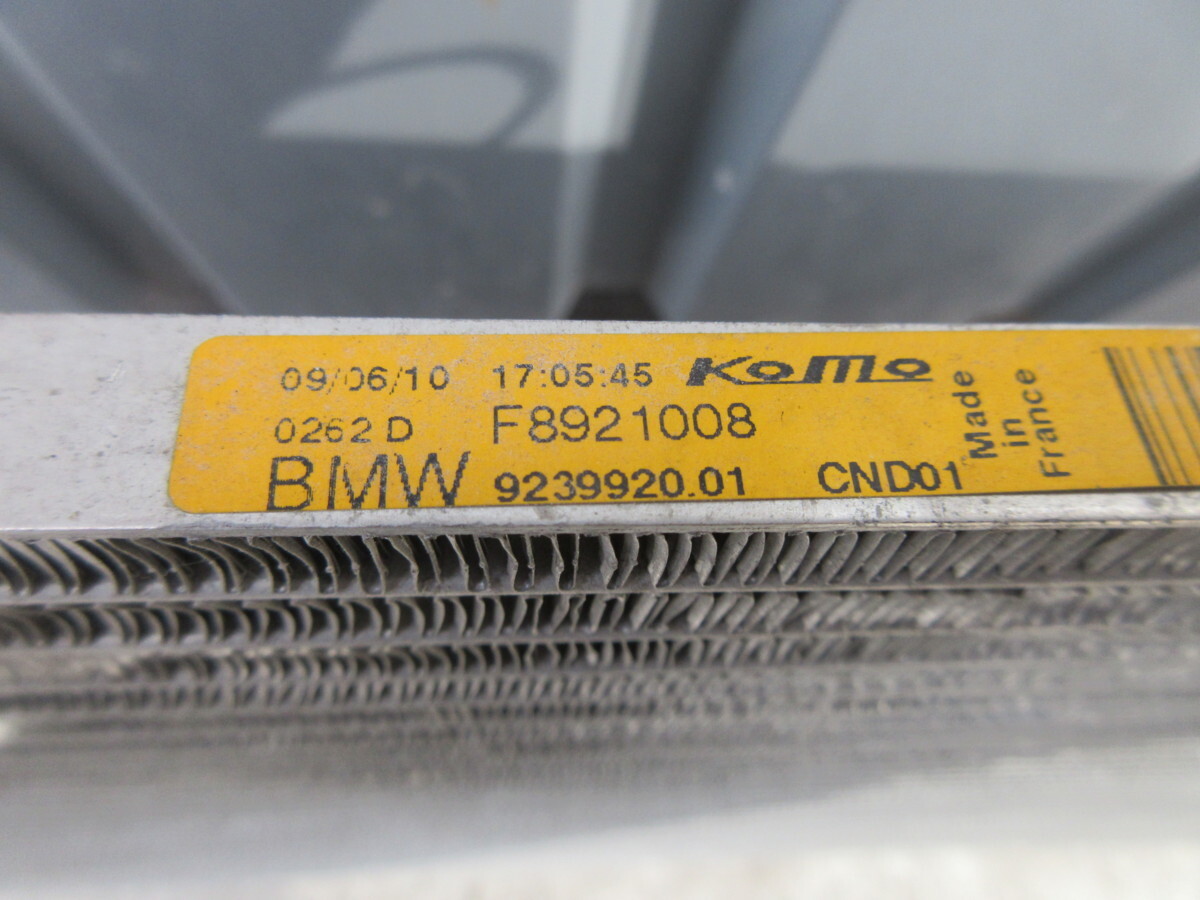 09/06/10 17:05:45 KoMo
0262 D F8921008
BMW 9239920.01 CND01
Made
in
France